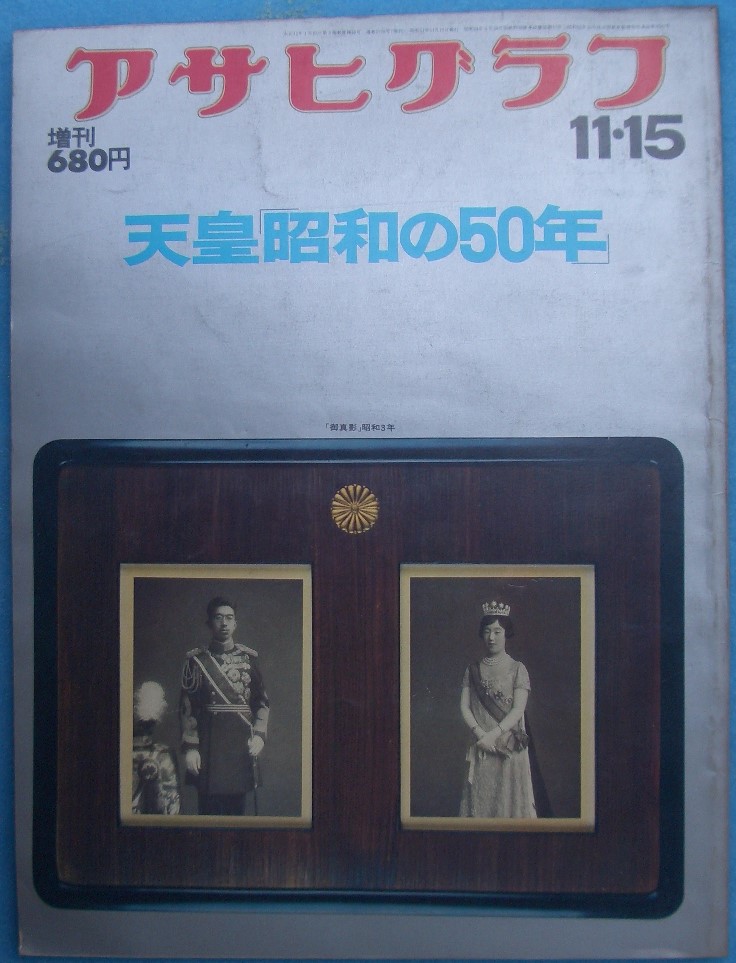 アサヒグラフ
増刊
680円
11・15
天皇「昭和の50年」
「御真影」昭和3年